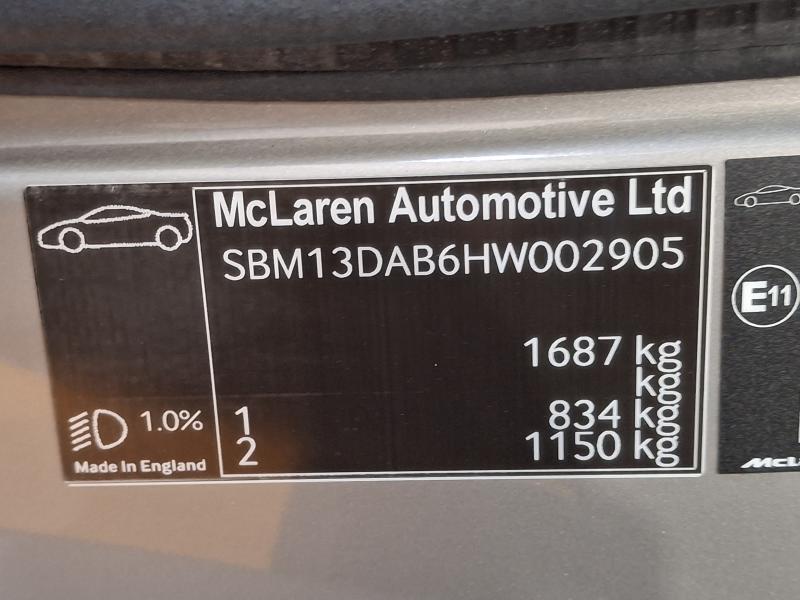 McLaren Automotive Ltd
SBM13DAB6HW002905
1687 kg
kg
1 834 kg
2 1150 kg
1.0%
Made In England
E11